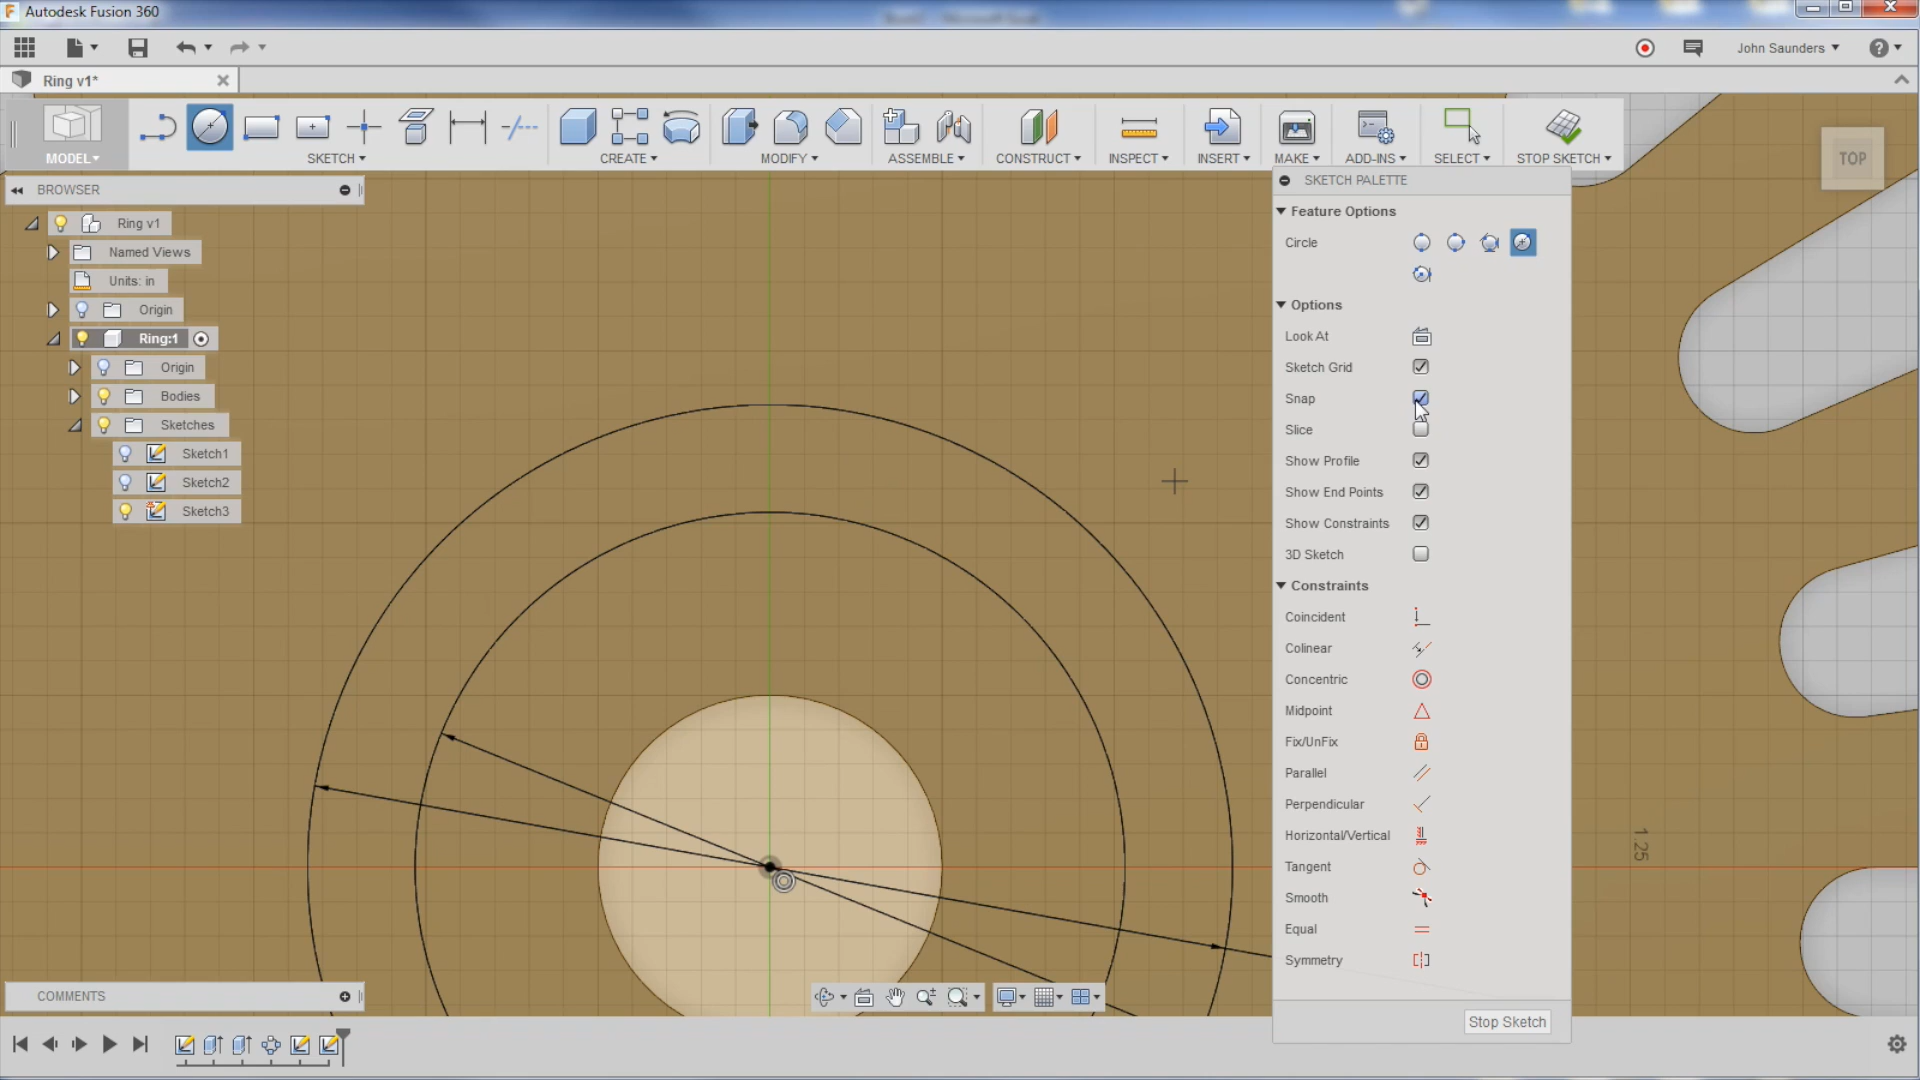 Autodesk Fusion 360
John Saunders
Ring v1*
MODEL
SKETCH
CREATE
MODIFY
ASSEMBLE
CONSTRUCT
INSPECT
INSERT
MAKE
ADD-INS
SELECT
STOP SKETCH
TOP
BROWSER
Ring v1
Named Views
Units: in
Origin
Ring:1
Origin
Bodies
Sketches
Sketch1
Sketch2
Sketch3
SKETCH PALETTE
Feature Options
Circle
Options
Look At
Sketch Grid
Snap
Slice
Show Profile
Show End Points
Show Constraints
3D Sketch
Constraints
Coincident
Colinear
Concentric
Midpoint
Fix/UnFix
Parallel
Perpendicular
Horizontal/Vertical
Tangent
Smooth
Equal
Symmetry
Stop Sketch
1.25
COMMENTS